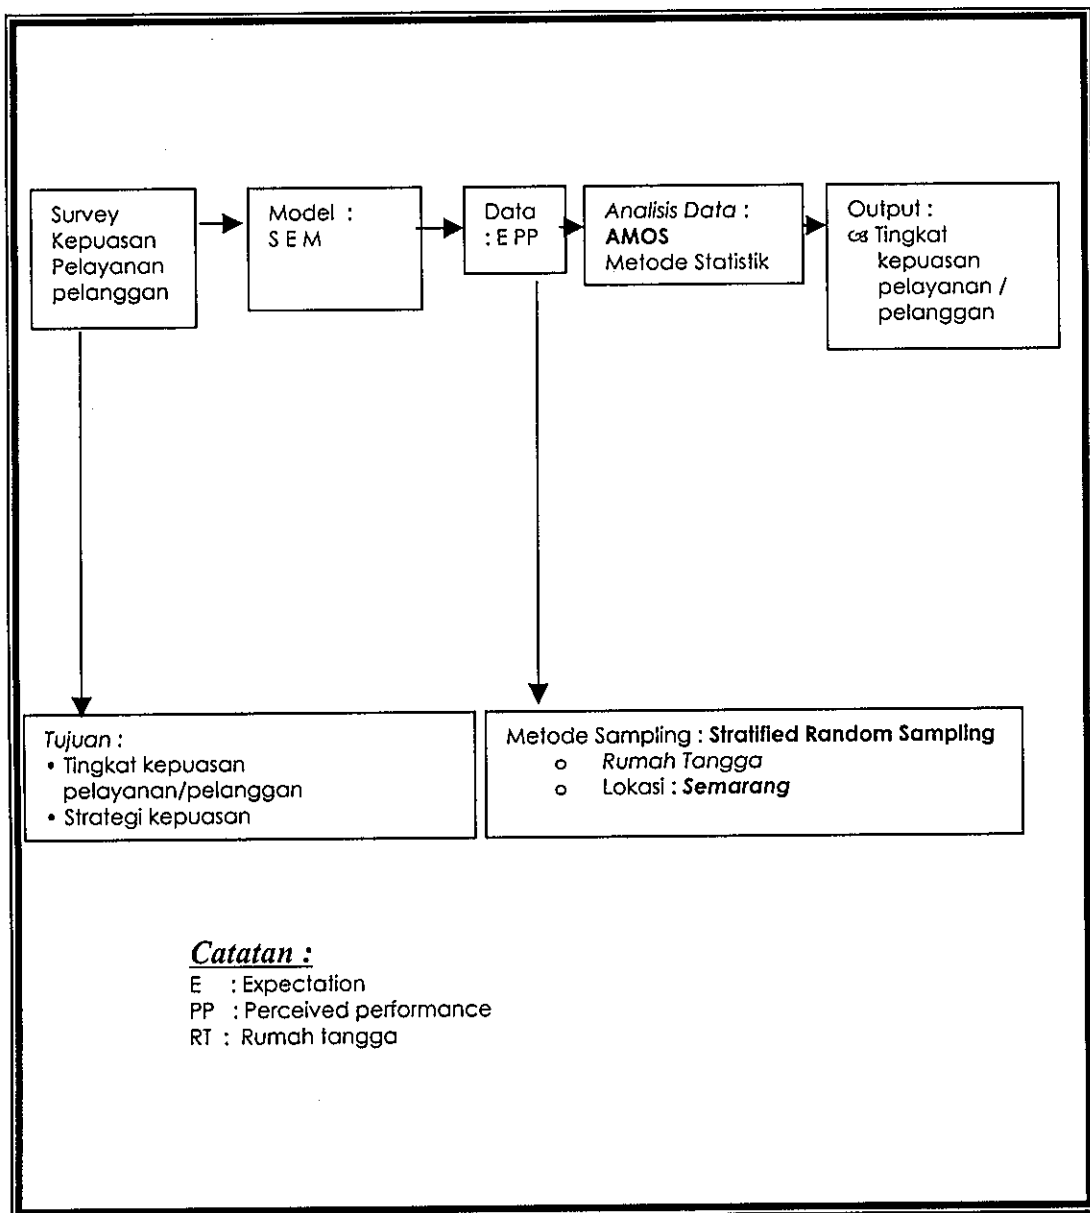 Survey
Kepuasan
Pelayanan
pelanggan
Model :
S E M
Data
: E PP
Analisis Data :
AMOS
Metode Statistik
Output :
Tingkat
kepuasan
pelayanan /
pelanggan
Tujuan :
• Tingkat kepuasan
pelayanan/pelanggan
• Strategi kepuasan
Metode Sampling : Stratified Random Sampling
o Rumah Tangga
o Lokasi : Semarang
Catatan :
E : Expectation
PP : Perceived performance
RT : Rumah tangga